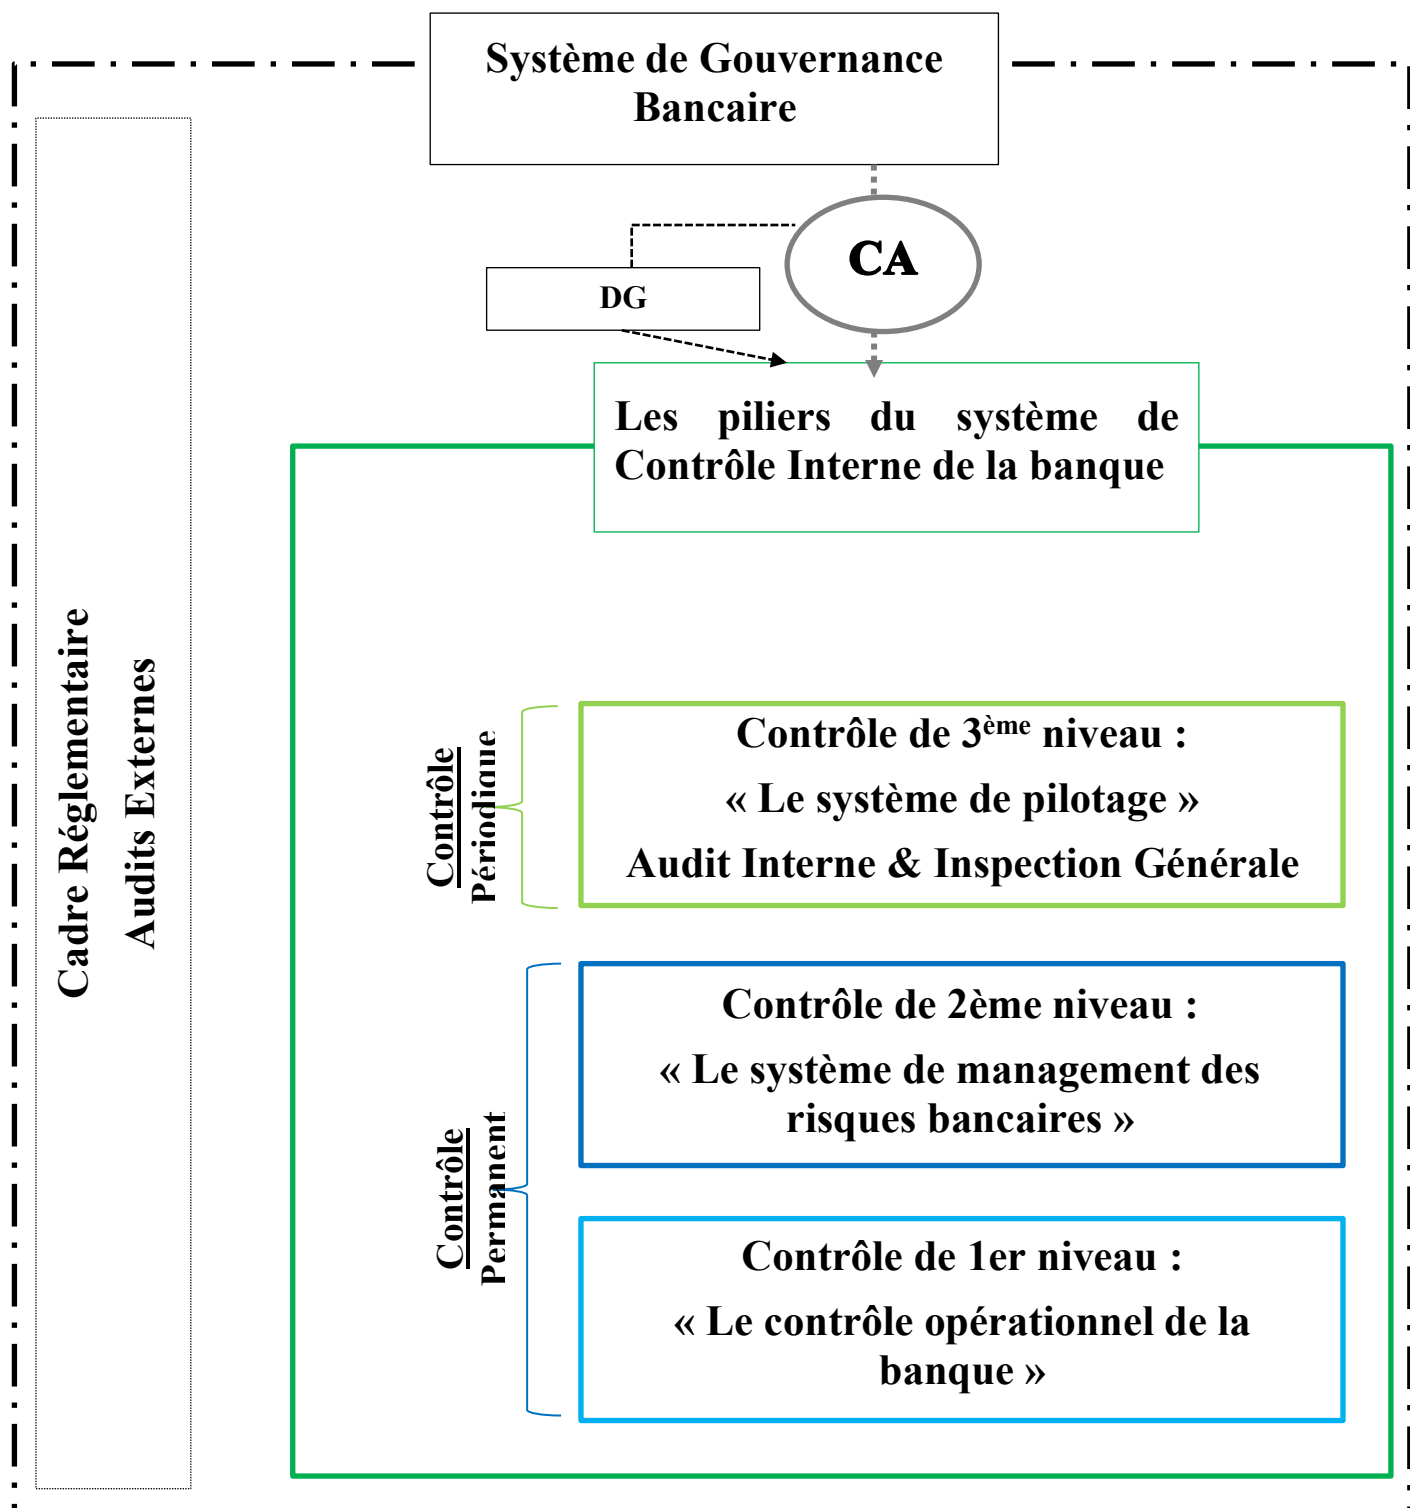 Système de Gouvernance
Bancaire
CA
DG
Les piliers du système de
Contrôle Interne de la banque
Cadre Réglementaire
Audits Externes
Contrôle
Périodique
Contrôle de 3ème niveau :
« Le système de pilotage »
Audit Interne & Inspection Générale
Contrôle
Permanent
Contrôle de 2ème niveau :
« Le système de management des
risques bancaires »
Contrôle de 1er niveau :
« Le contrôle opérationnel de la
banque »